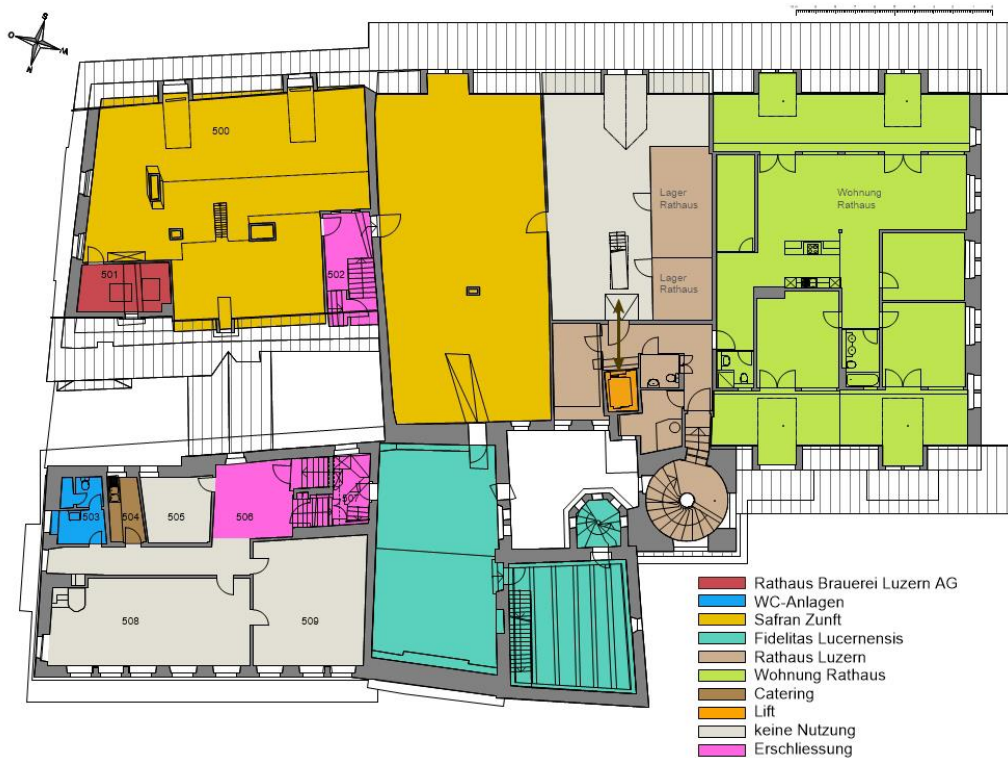 S
O
W
N
500
501
502
Lager
Rathaus
Lager
Rathaus
Wohnung
Rathaus
503
504
505
506
507
508
509
Rathaus Brauerei Luzern AG
WC-Anlagen
Safran Zunft
Fidelitas Lucernensis
Rathaus Luzern
Wohnung Rathaus
Catering
Lift
keine Nutzung
Erschliessung